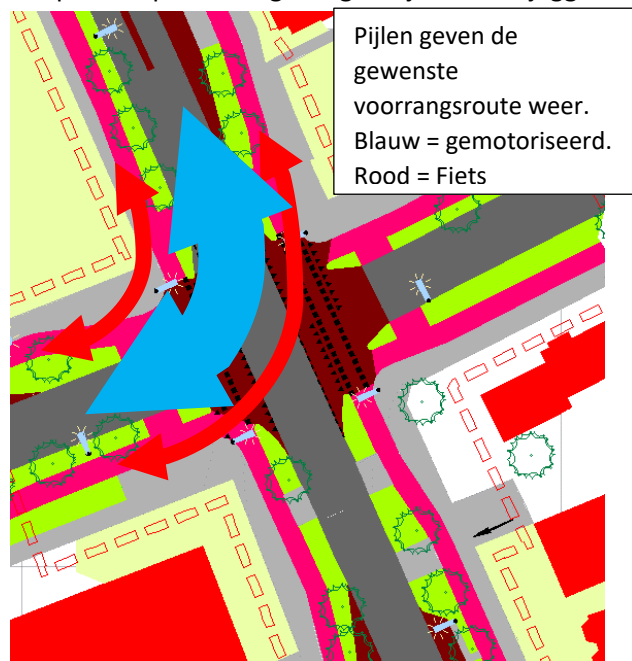 Pijlen geven de
gewenste
voorrangsroute weer.
Blauw = gemotoriseerd.
Rood = Fiets